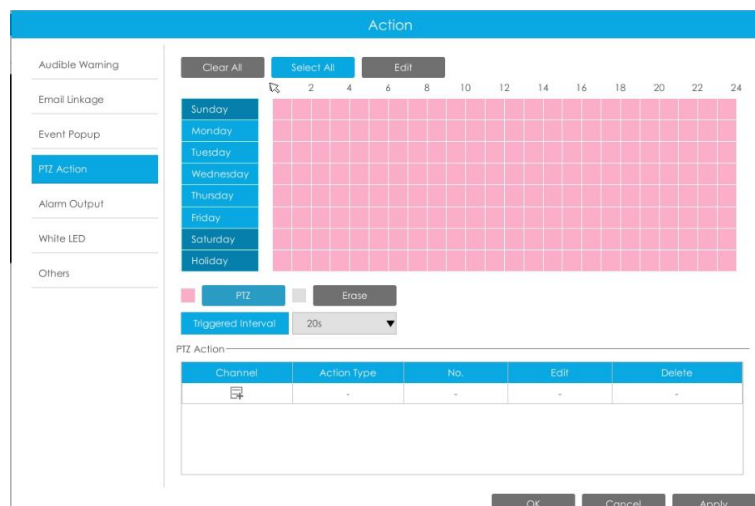 Action
Audible Warning
Email Linkage
Event Popup
PTZ Action
Alarm Output
White LED
Others
Clear All Select All Edit
2 4 6 8 10 12 14 16 18 20 22 24
Sunday
Monday
Tuesday
Wednesday
Thursday
Friday
Saturday
Holiday
PTZ Erase
Triggered Interval 20s
PTZ Action
Channel Action Type No. Edit Delete
- - - -
OK Cancel Apply